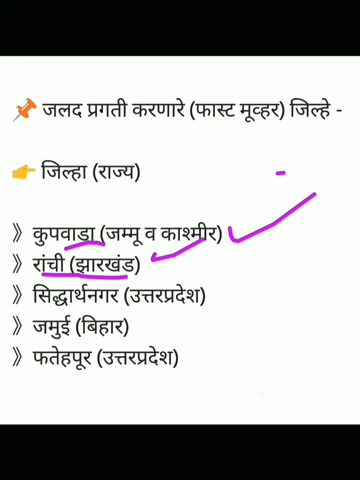 📌 जलद प्रगती करणारे (फास्ट मूव्हर) जिल्हे -
👉 जिल्हा (राज्य)
》कुपवाडा (जम्मू व काश्मीर)
》रांची (झारखंड)
》सिद्धार्थनगर (उत्तरप्रदेश)
》जमुई (बिहार)
》फतेहपूर (उत्तरप्रदेश)